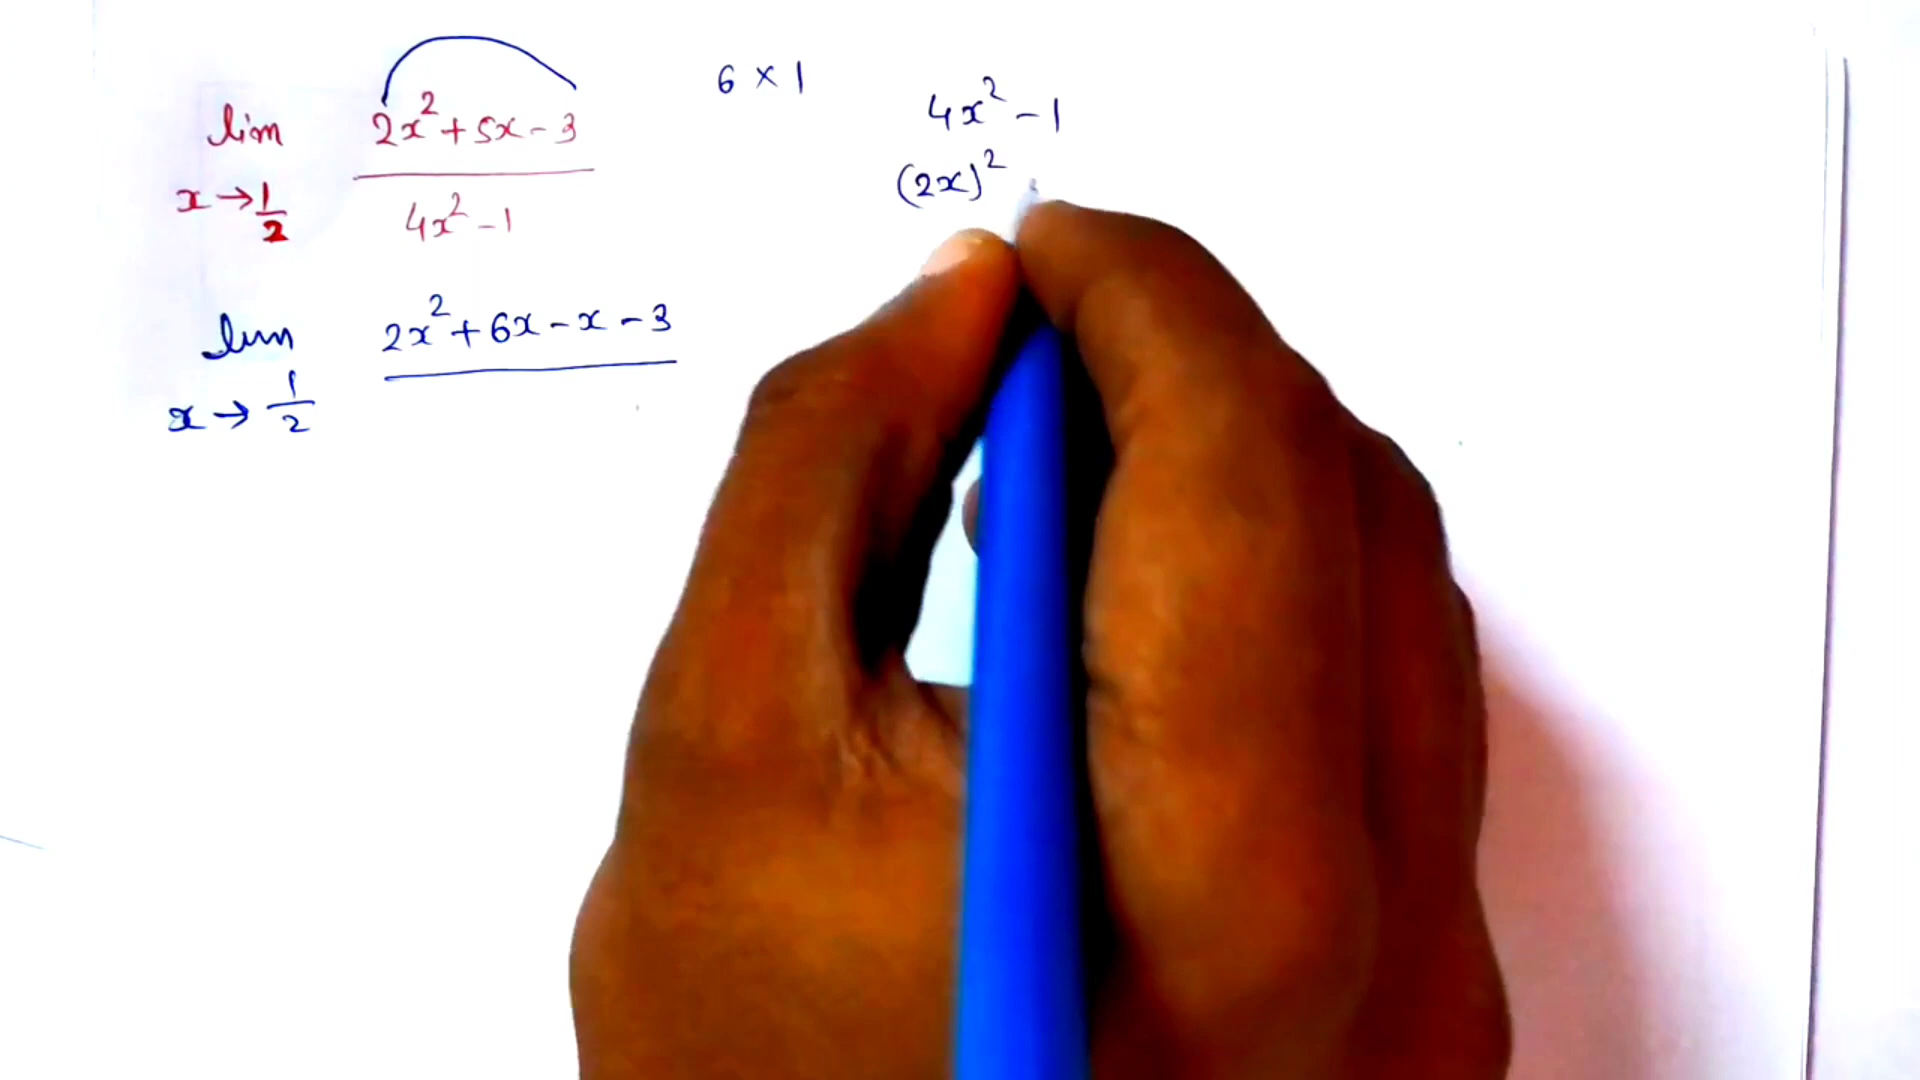 lim 2x² + 5x - 3
x → 1/2 4x² - 1
6 × 1
4x² - 1
(2x)²
lim 2x² + 6x - x - 3
x → 1/2